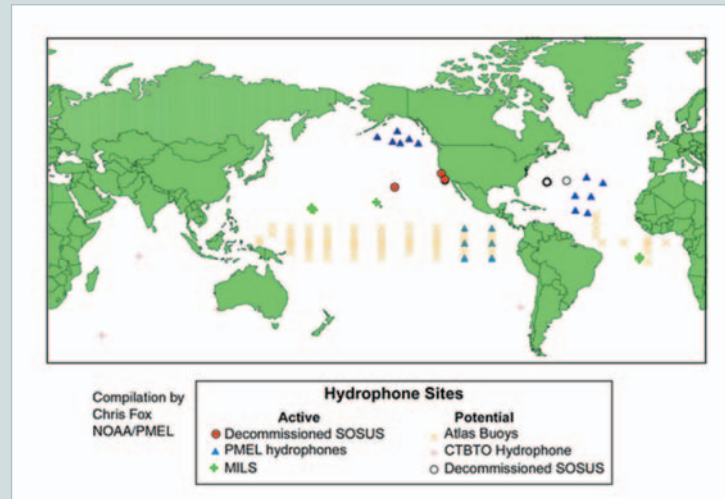 Compilation by
Chris Fox
NOAA/PMEL
Hydrophone Sites
Active
Decommissioned SOSUS
PMEL hydrophones
MILS
Potential
Atlas Buoys
CTBTO Hydrophone
Decommissioned SOSUS